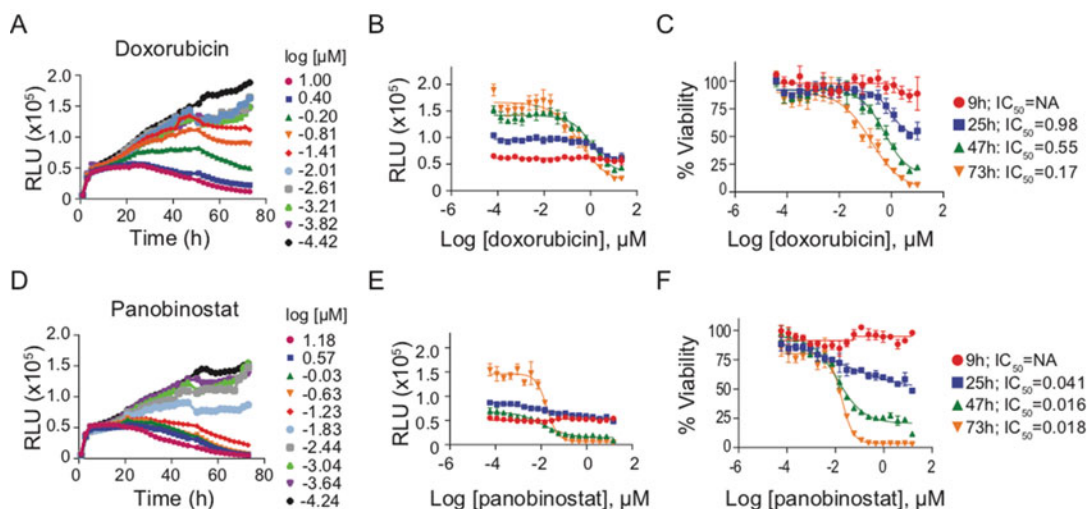 A
Doxorubicin
RLU (x10⁵)
2.0
1.5
1.0
0.5
0
0 20 40 60 80
Time (h)
log [µM]
1.00
0.40
-0.20
-0.81
-1.41
-2.01
-2.61
-3.21
-3.82
-4.42
B
RLU (x10⁵)
2.0
1.5
1.0
0.5
0
-6 -4 -2 0 2
Log [doxorubicin], µM
C
% Viability
100
75
50
25
0
-6 -4 -2 0 2
Log [doxorubicin], µM
9h; IC₅₀=NA
25h; IC₅₀=0.98
47h; IC₅₀=0.55
73h: IC₅₀=0.17
D
Panobinostat
RLU (x10⁵)
2.0
1.5
1.0
0.5
0
0 20 40 60 80
Time (h)
log [µM]
1.18
0.57
-0.03
-0.63
-1.23
-1.83
-2.44
-3.04
-3.64
-4.24
E
RLU (x10⁵)
2.0
1.5
1.0
0.5
0
-6 -4 -2 0 2
Log [panobinostat], µM
F
% Viability
100
75
50
25
0
-6 -4 -2 0 2
Log [panobinostat], µM
9h; IC₅₀=NA
25h; IC₅₀=0.041
47h; IC₅₀=0.016
73h; IC₅₀=0.018